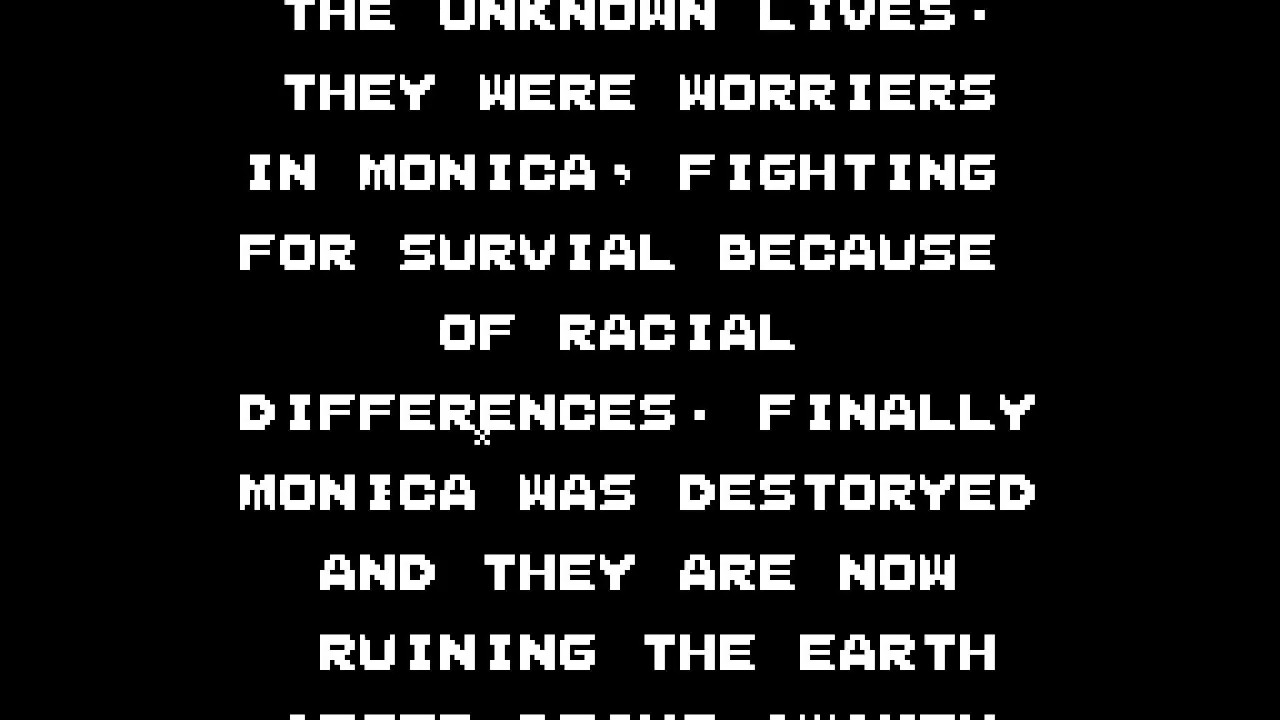 THE UNKNOWN LIVES.
THEY WERE WORRIERS
IN MONICA, FIGHTING
FOR SURVIAL BECAUSE
OF RACIAL
DIFFERENCES. FINALLY
MONICA WAS DESTORYED
AND THEY ARE NOW
RUINING THE EARTH